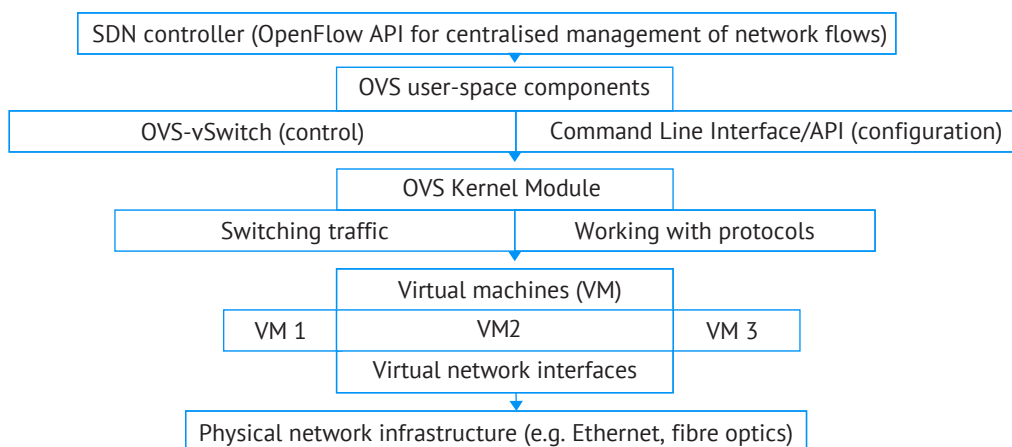 SDN controller (OpenFlow API for centralised management of network flows)
OVS user-space components
OVS-vSwitch (control)
Command Line Interface/API (configuration)
OVS Kernel Module
Switching traffic
Working with protocols
Virtual machines (VM)
VM 1
VM2
VM 3
Virtual network interfaces
Physical network infrastructure (e.g. Ethernet, fibre optics)